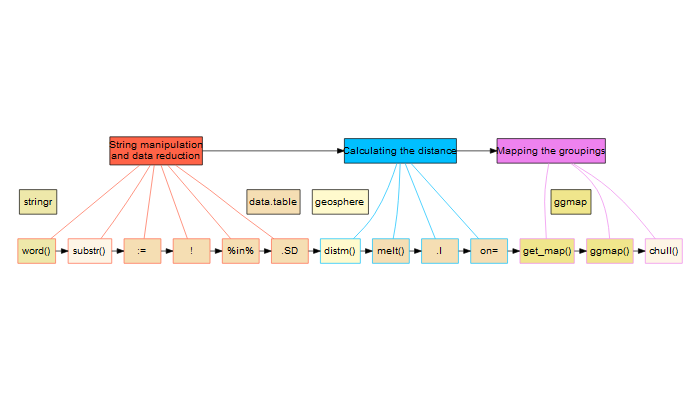 String manipulation
and data reduction
Calculating the distance
Mapping the groupings
stringr
data.table
geosphere
ggmap
word()
substr()
:=
!
%in%
.SD
distm()
melt()
.I
on=
get_map()
ggmap()
chull()